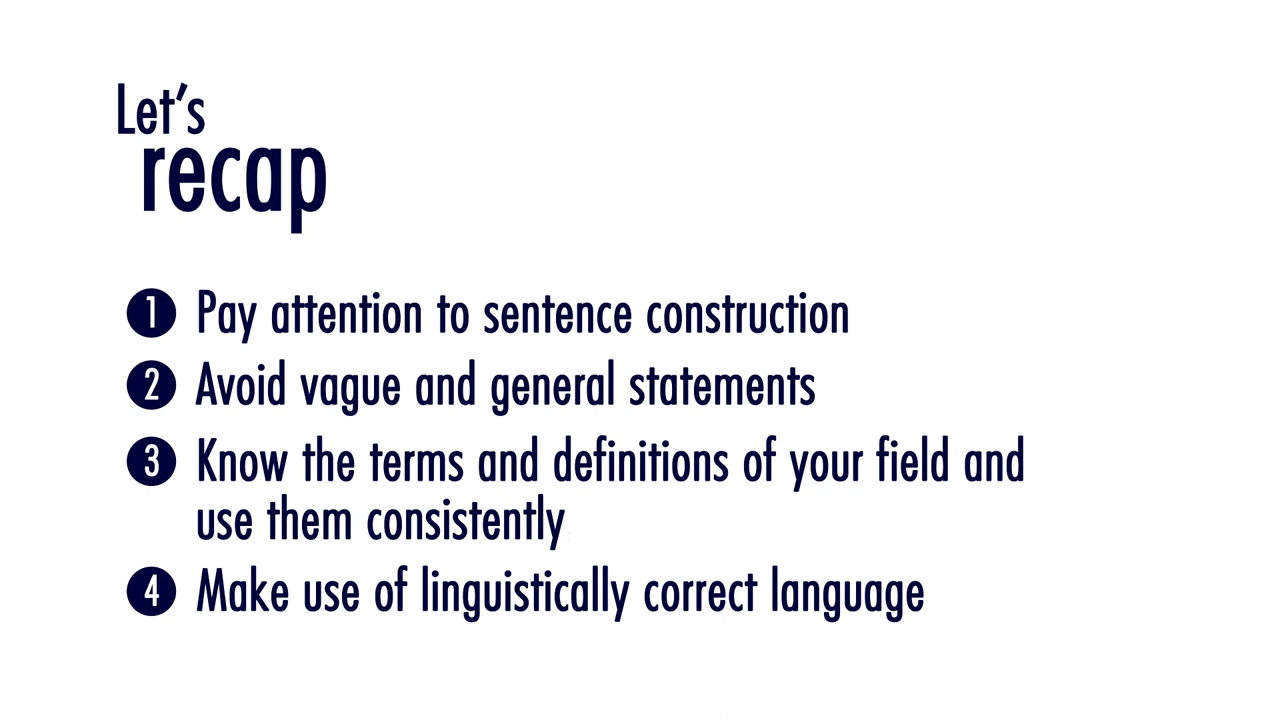 Let’s
recap
1 Pay attention to sentence construction
2 Avoid vague and general statements
3 Know the terms and definitions of your field and
use them consistently
4 Make use of linguistically correct language